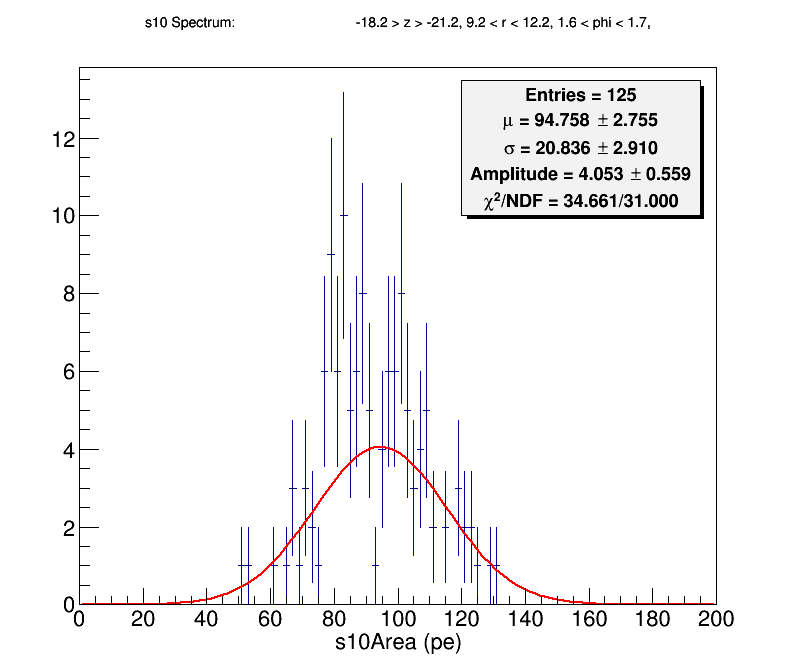 s10 Spectrum: -18.2 > z > -21.2, 9.2 < r < 12.2, 1.6 < phi < 1.7,
Entries = 125
μ = 94.758 ± 2.755
σ = 20.836 ± 2.910
Amplitude = 4.053 ± 0.559
χ²/NDF = 34.661/31.000
12
10
8
6
4
2
0
0 20 40 60 80 100 120 140 160 180 200
s10Area (pe)